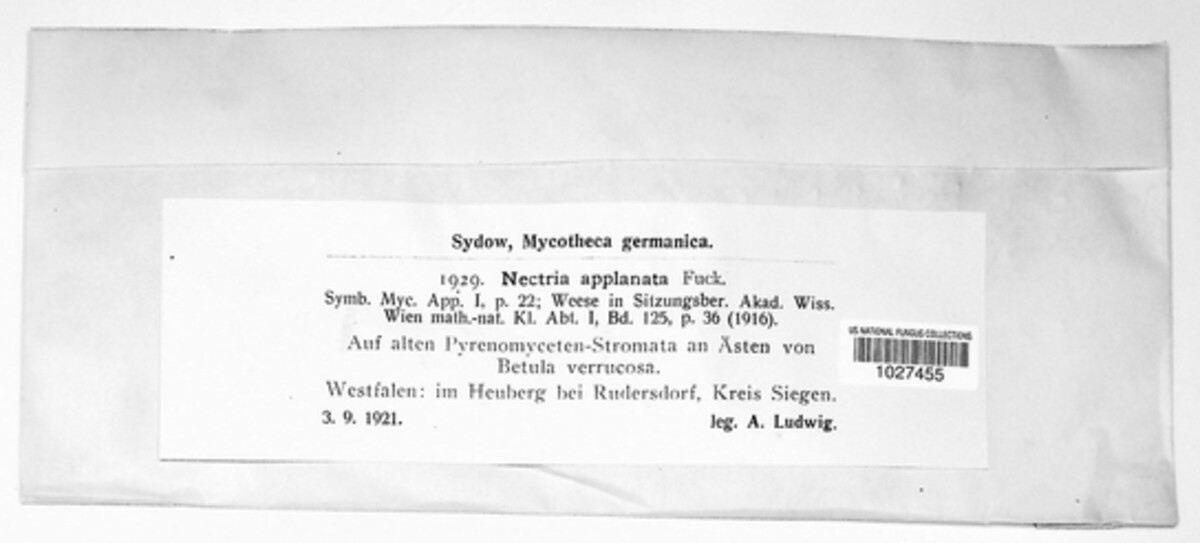 Sydow, Mycotheca germanica.
1929. Nectria applanata Fuck.
Symb. Myc. App. I, p. 22; Weese in Sitzungsber. Akad. Wiss.
Wien math.-nat. Kl. Abt. I, Bd. 125, p. 36 (1916).
Auf alten Pyrenomyceten-Stromata an Ästen von
Betula verrucosa.
Westfalen: im Heuberg bei Rudersdorf, Kreis Siegen.
3. 9. 1921. leg. A. Ludwig.
US NATIONAL FUNGUS COLLECTIONS
1027455